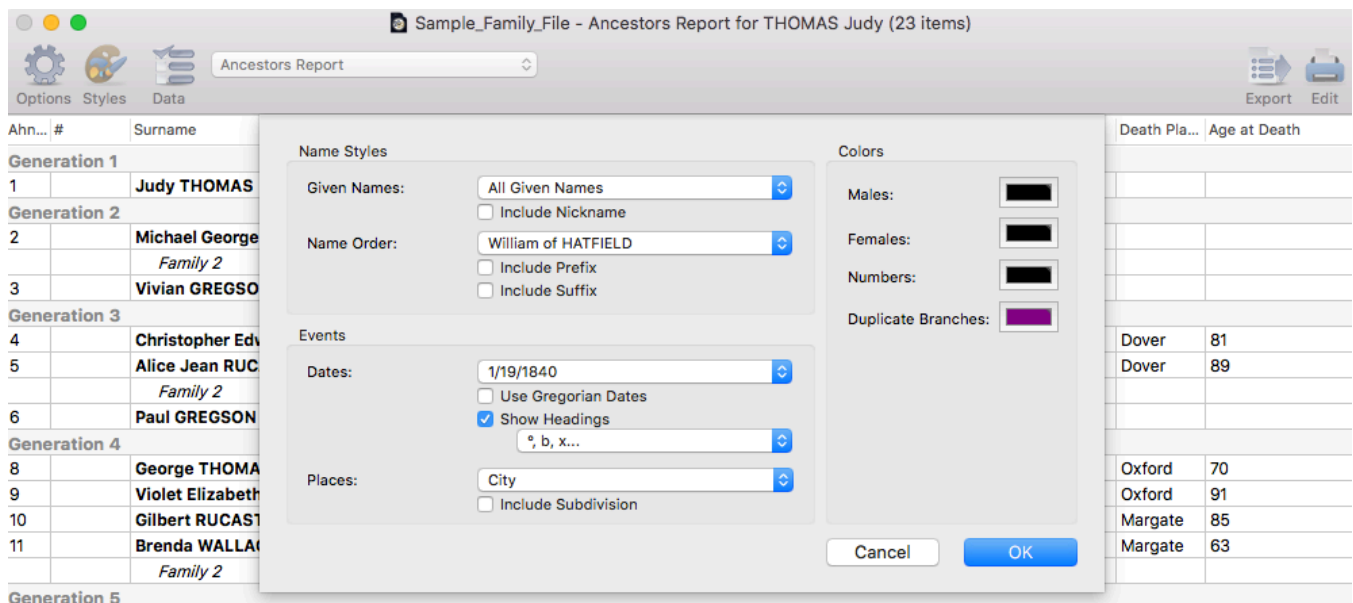 Sample_Family_File - Ancestors Report for THOMAS Judy (23 items)
Ancestors Report
Options Styles Data Export Edit
Ahn... # Surname Death Pla... Age at Death
Name Styles Colors
Generation 1
1 Judy THOMAS Given Names: All Given Names Males:
Include Nickname
Generation 2
2 Michael George Name Order: William of HATFIELD Females:
Family 2 Include Prefix
Numbers:
3 Vivian GREGSO Include Suffix
Generation 3 Duplicate Branches:
Events
4 Christopher Edw Dover 81
5 Alice Jean RUC Dates: 1/19/1840 Dover 89
Family 2 Use Gregorian Dates
6 Paul GREGSON Show Headings
Generation 4 º, b, x...
8 George THOMA Oxford 70
Places: City
9 Violet Elizabeth Oxford 91
Include Subdivision
10 Gilbert RUCAST Margate 85
11 Brenda WALLA Margate 63
Cancel OK
Family 2
Generation 5